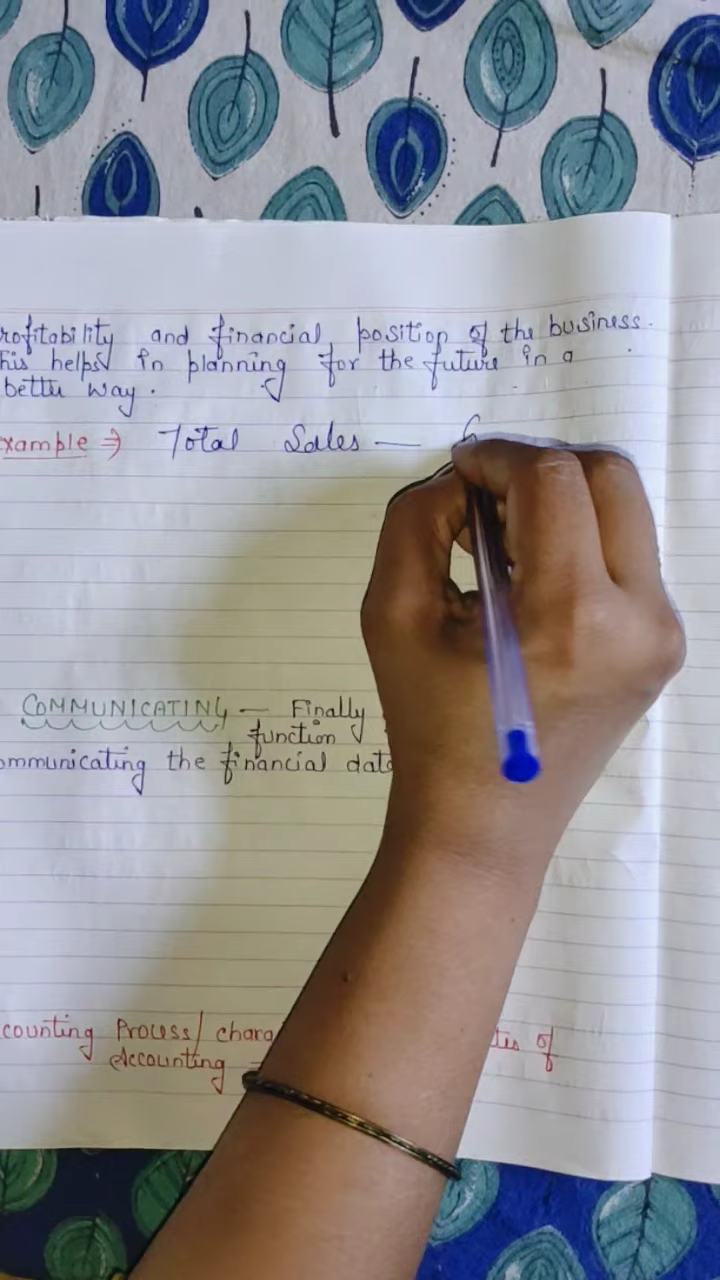 rofitability and financial position of the business.
his helps in planning for the future in a
better way.
xample ⇒ Total Sales —
COMMUNICATING — Finally
function
ommunicating the financial data
counting Process/ chara
of
Accounting